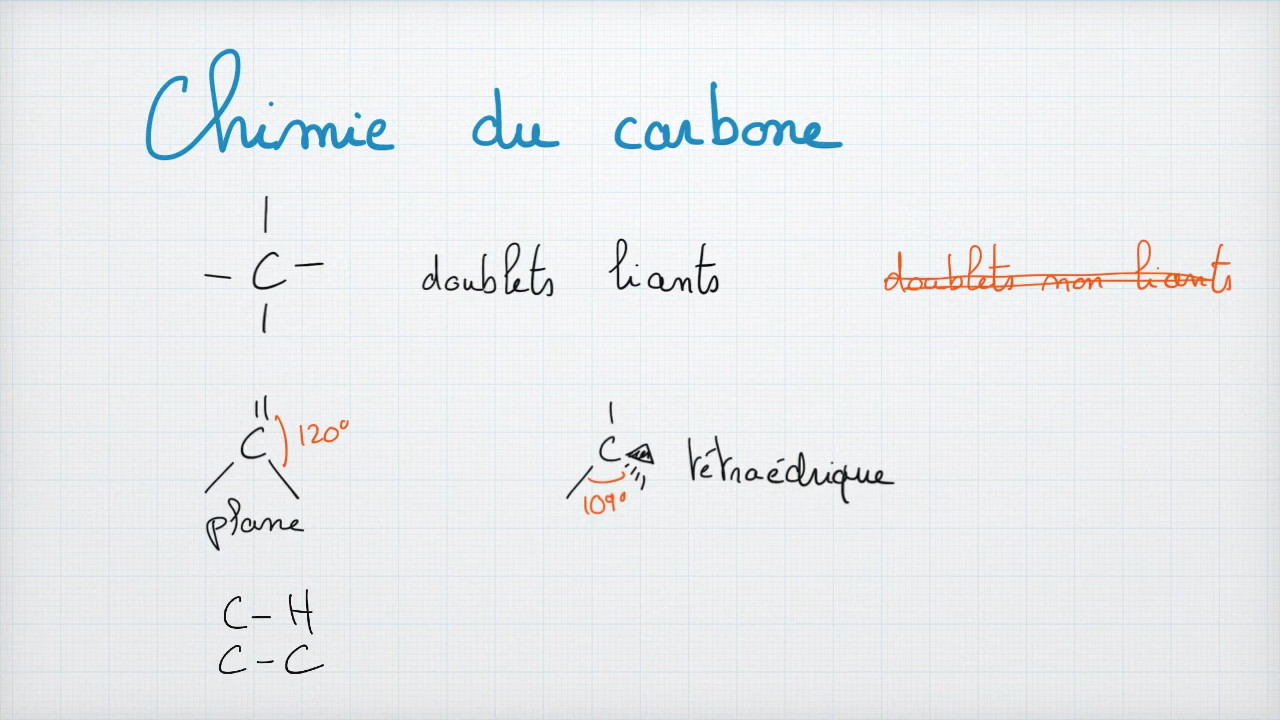 Chimie du carbone
C doublets liants doublets non liants
C 120°
C 109° tétraédrique
plane
C-H
C-C